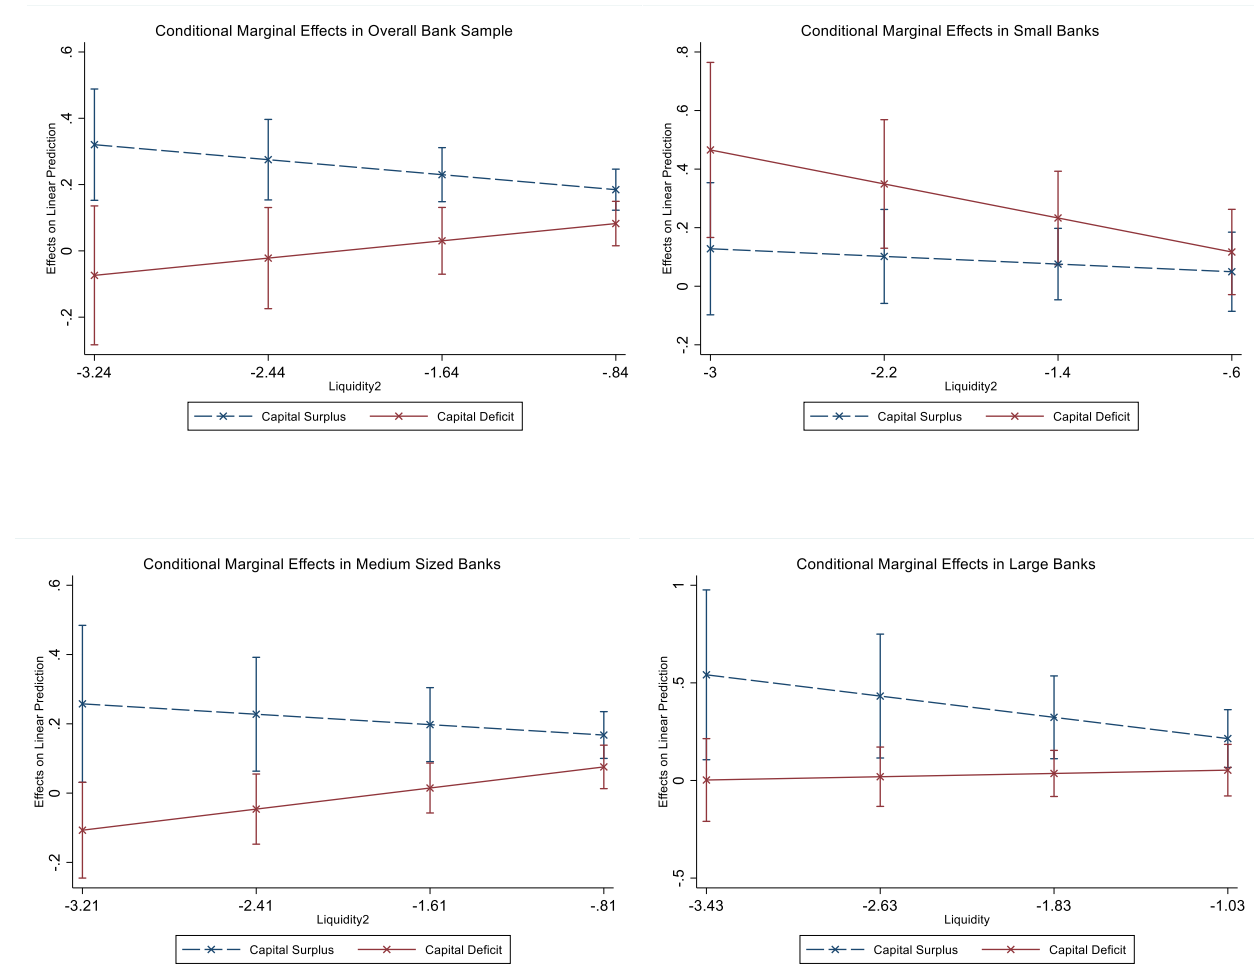 Conditional Marginal Effects in Overall Bank Sample
Effects on Linear Prediction
.6
.4
.2
0
-.2
-3.24 -2.44 -1.64 -.84
Liquidity2
Capital Surplus Capital Deficit
Conditional Marginal Effects in Small Banks
Effects on Linear Prediction
.8
.6
.4
.2
0
-.2
-3 -2.2 -1.4 -.6
Liquidity2
Capital Surplus Capital Deficit
Conditional Marginal Effects in Medium Sized Banks
Effects on Linear Prediction
.6
.4
.2
0
-.2
-3.21 -2.41 -1.61 -.81
Liquidity2
Capital Surplus Capital Deficit
Conditional Marginal Effects in Large Banks
Effects on Linear Prediction
1
.5
0
-.5
-3.43 -2.63 -1.83 -1.03
Liquidity
Capital Surplus Capital Deficit